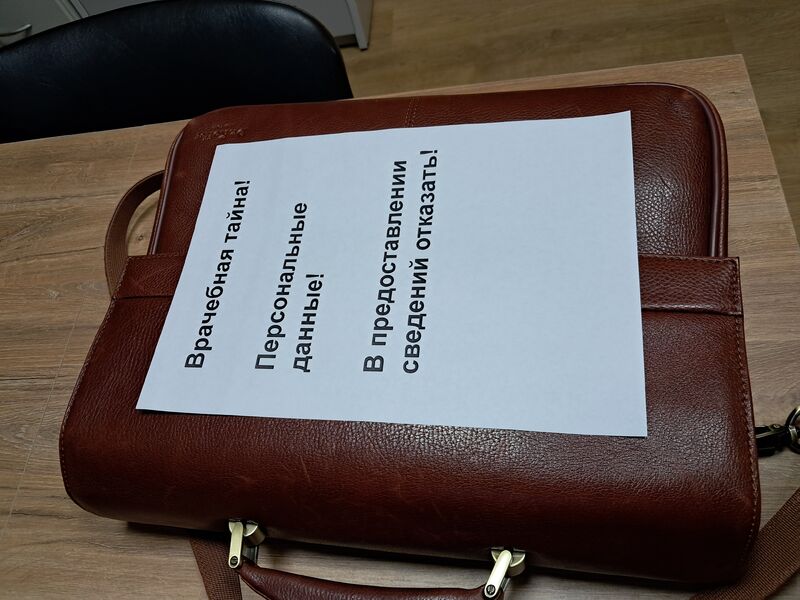 Врачебная тайна!
Персональные
данные!
В предоставлении
сведений отказать!